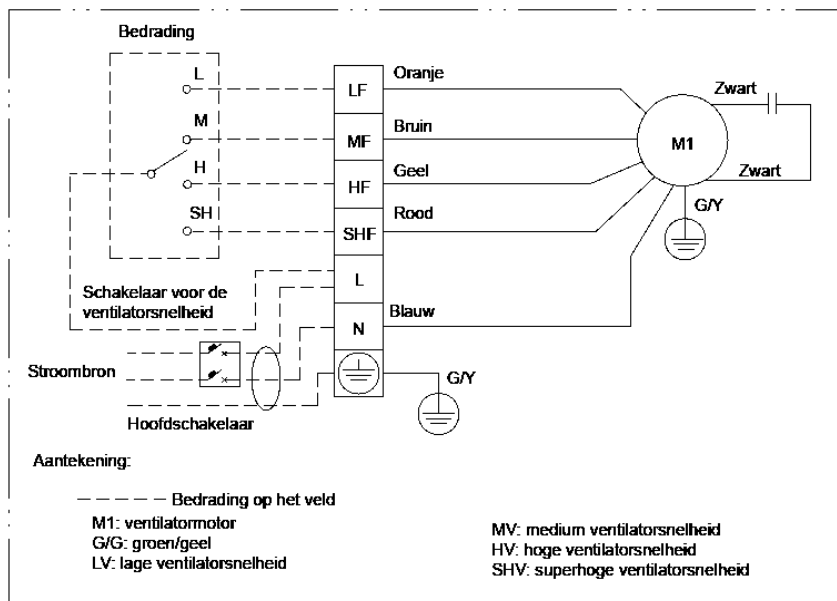 Bedrading
L
M
H
SH
LF
MF
HF
SHF
L
N
Oranje
Bruin
Geel
Rood
Blauw
M1
Zwart
Zwart
G/Y
G/Y
Schakelaar voor de
ventilatorsnelheid
Stroombron
Hoofdschakelaar
Aantekening:
Bedrading op het veld
M1: ventilatormotor
G/G: groen/geel
LV: lage ventilatorsnelheid
MV: medium ventilatorsnelheid
HV: hoge ventilatorsnelheid
SHV: superhoge ventilatorsnelheid